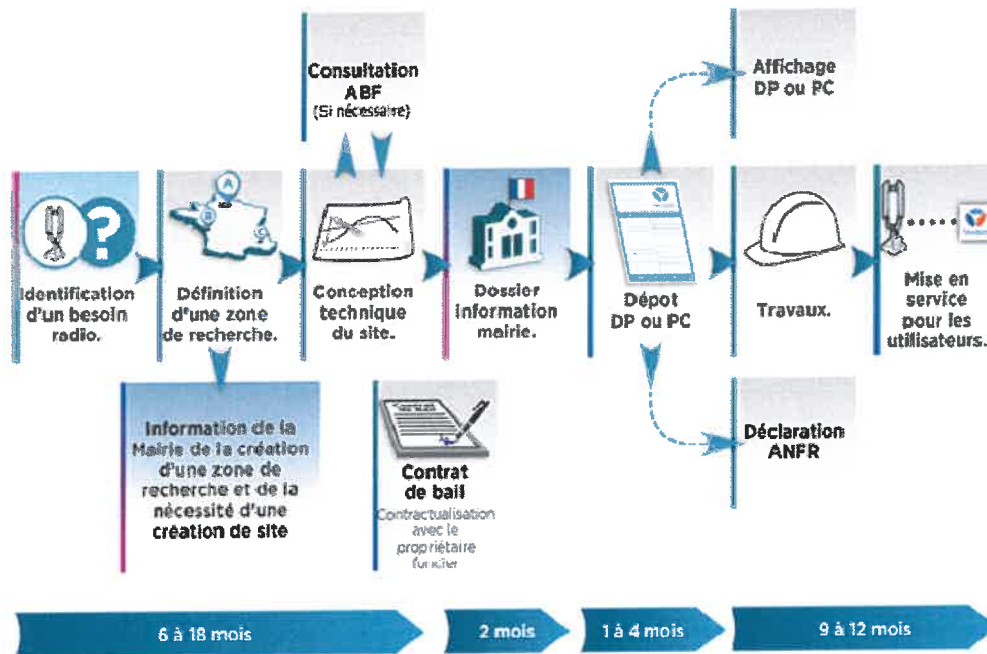 Consultation
ABF
(Si nécessaire)
Affichage
DP ou PC
A
B
C
?
Identification
d'un besoin
radio.
Définition
d'une zone
de recherche.
Conception
technique
du site.
Dossier
information
mairie.
Dépot
DP ou PC
Travaux.
Mise en
service
pour les
utilisateurs.
Information de la
Mairie de la création
d'une zone de
recherche et de la
nécessité d'une
création de site
Contrat
de Bail
Contrat
de bail
Contractualisation
avec le
propriétaire
foncier
Déclaration
ANFR
6 à 18 mois
2 mois
1 à 4 mois
9 à 12 mois